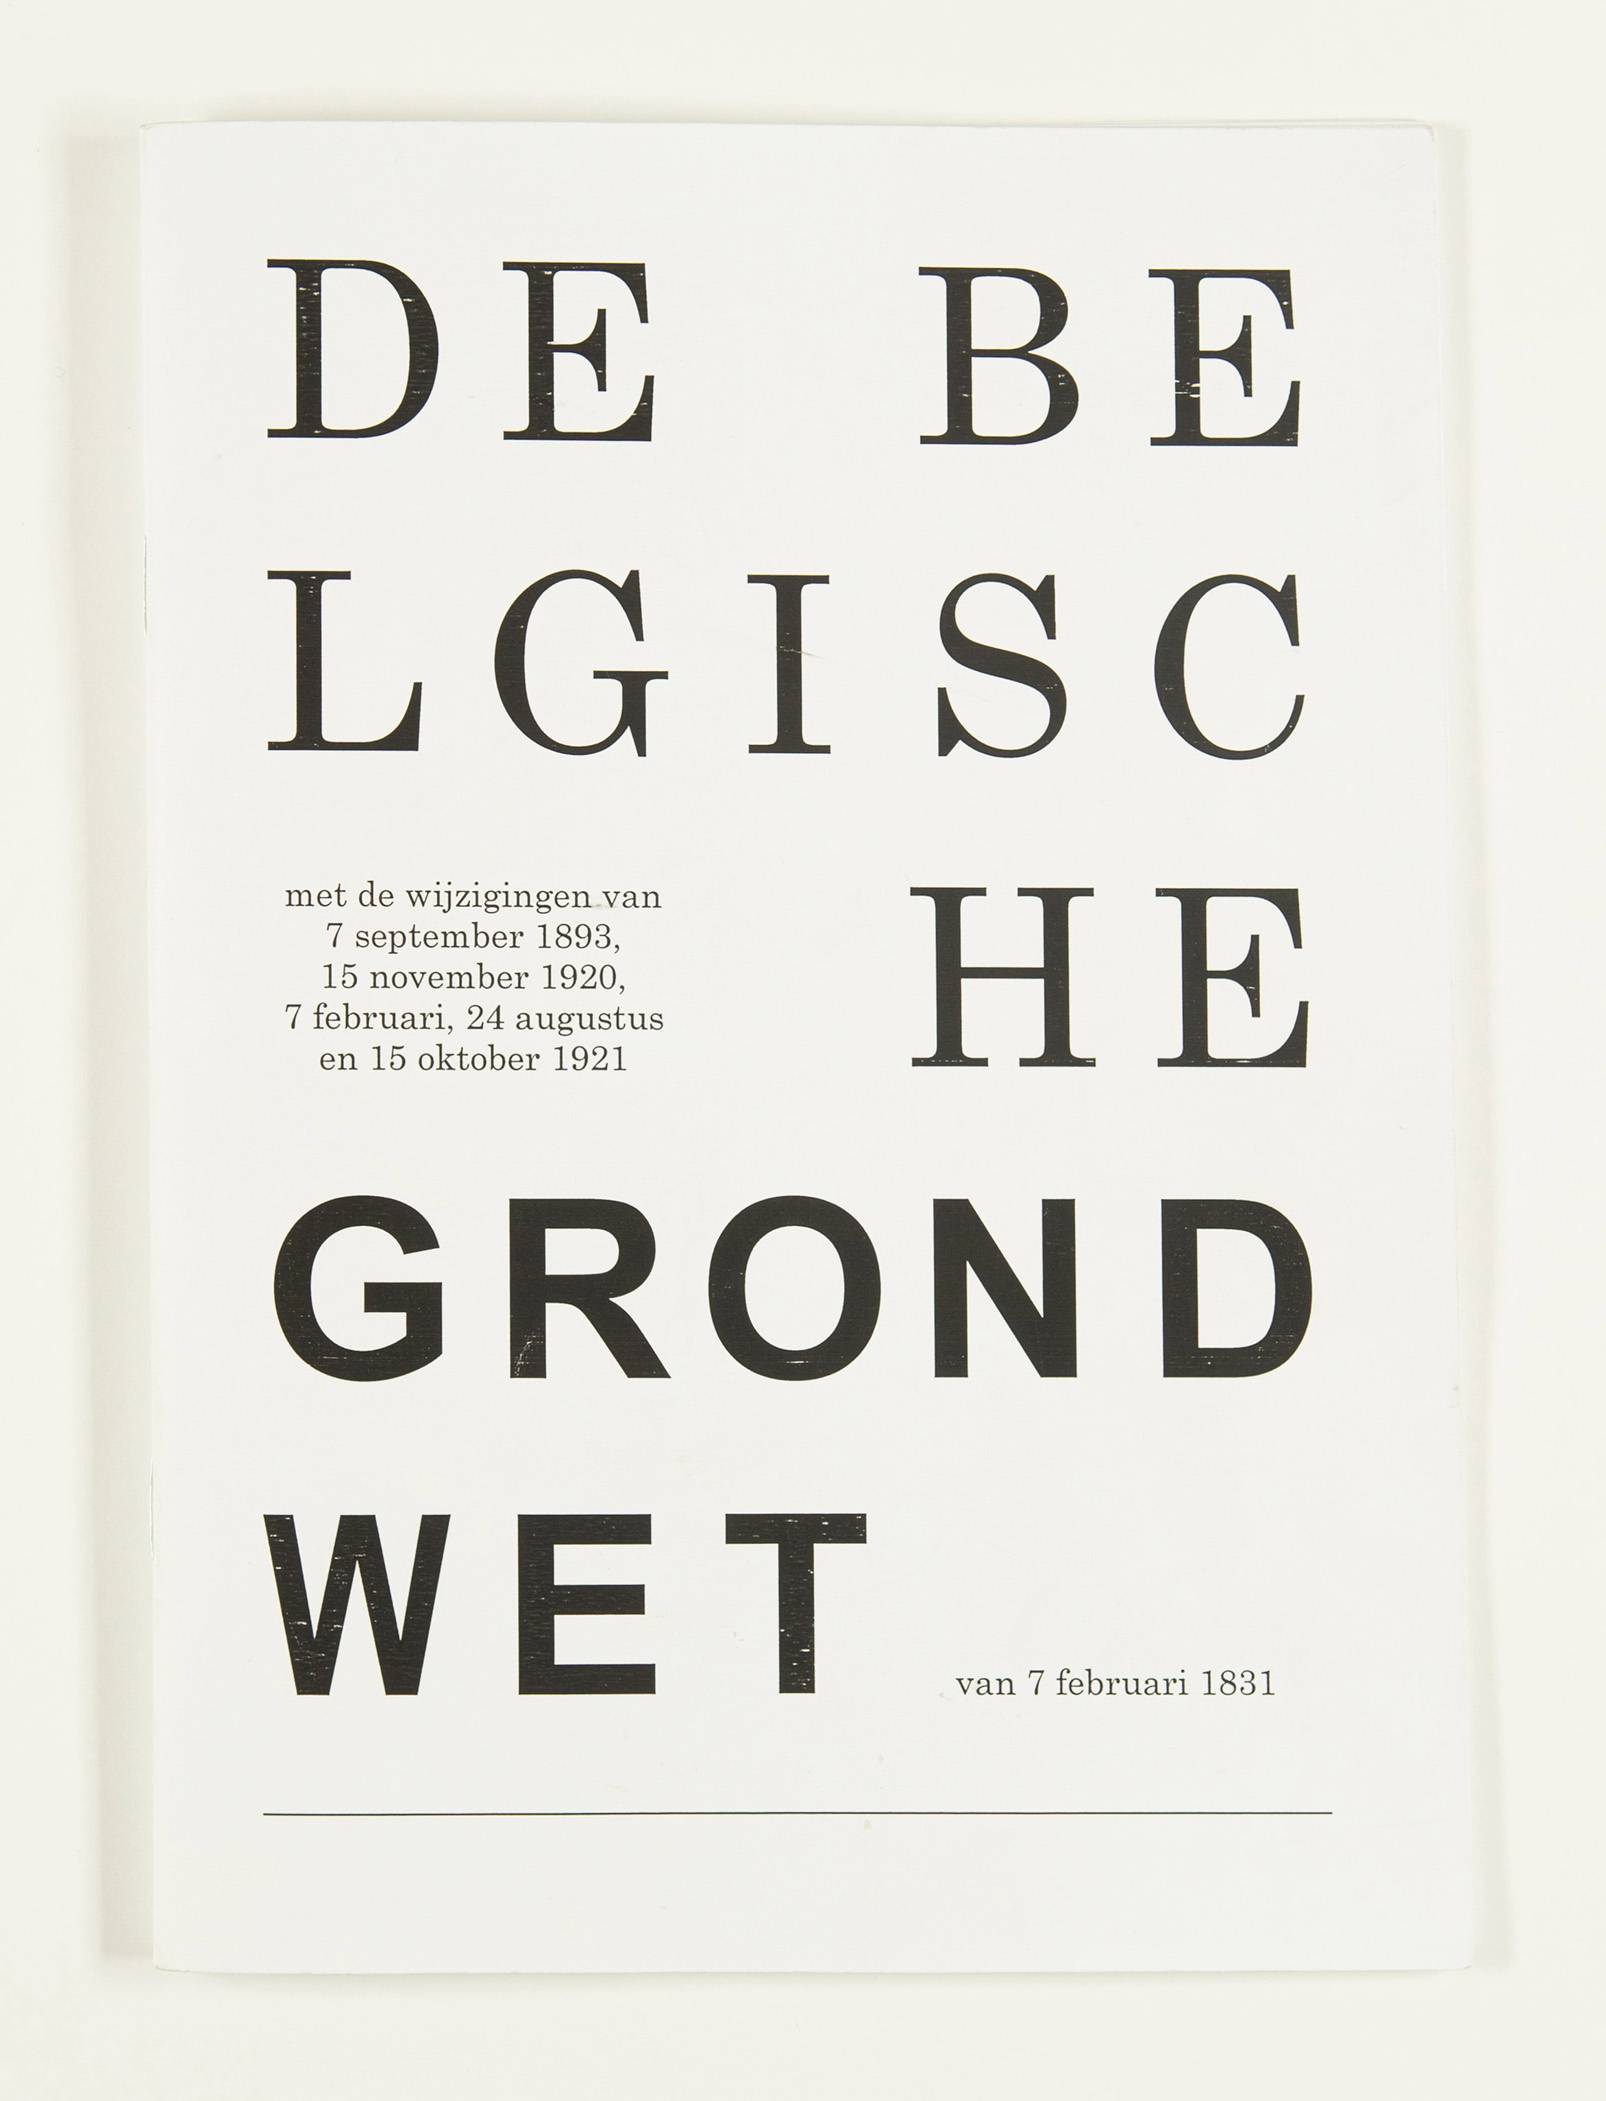 DE BE
LGISC
HE
met de wijzigingen van
7 september 1893,
15 november 1920,
7 februari, 24 augustus
en 15 oktober 1921
GROND
WET
van 7 februari 1831